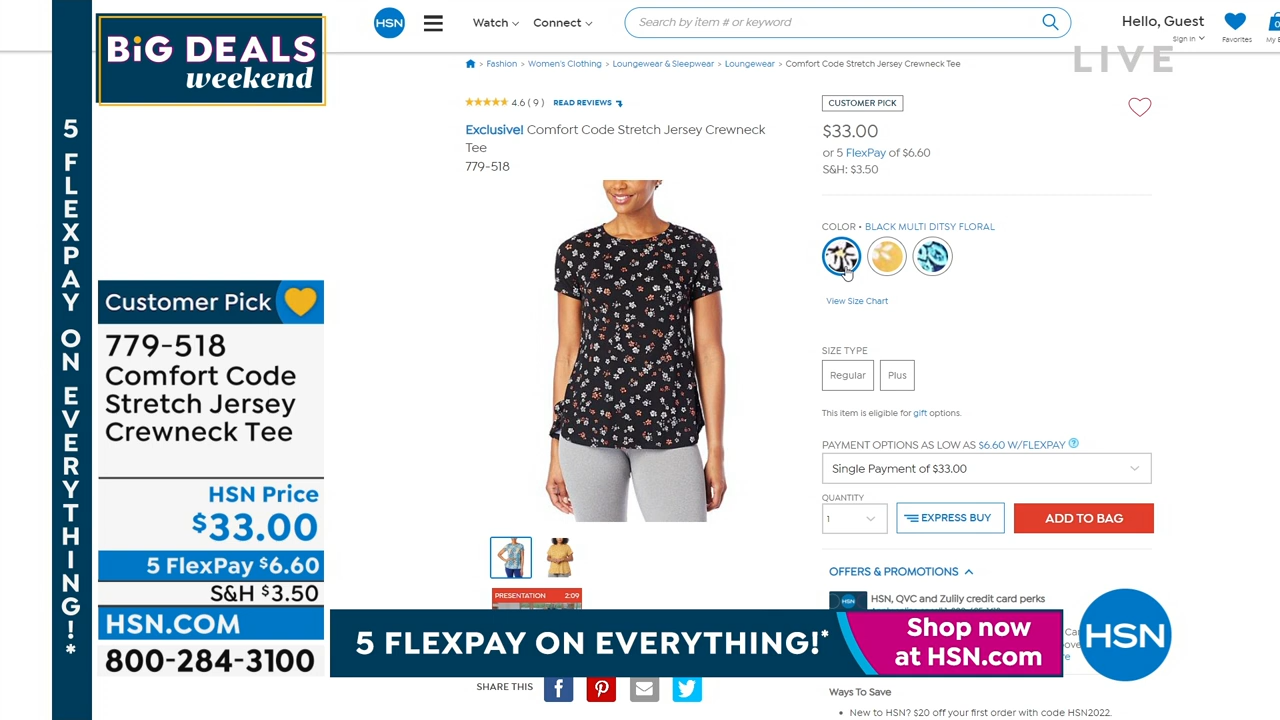 BiG DEALS
weekend
5 FLEXPAY ON EVERYTHING!*
Customer Pick
779-518
Comfort Code
Stretch Jersey
Crewneck Tee
HSN Price
$33.00
5 FlexPay $6.60
S&H $3.50
HSN.COM
800-284-3100
HSN
Watch
Connect
Search by item # or keyword
Hello, Guest
Sign In
Favorites
0
LIVE
> Fashion > Women's Clothing > Loungewear & Sleepwear > Loungewear > Comfort Code Stretch Jersey Crewneck Tee
4.6 ( 9 ) READ REVIEWS
Exclusive! Comfort Code Stretch Jersey Crewneck
Tee
779-518
CUSTOMER PICK
$33.00
or 5 FlexPay of $6.60
S&H: $3.50
COLOR • BLACK MULTI DITSY FLORAL
View Size Chart
SIZE TYPE
Regular
Plus
This item is eligible for gift options.
PAYMENT OPTIONS AS LOW AS $6.60 W/FLEXPAY ?
Single Payment of $33.00
QUANTITY
1
EXPRESS BUY
ADD TO BAG
OFFERS & PROMOTIONS
PRESENTATION 2:09
HSN
HSN, QVC and Zulily credit card perks
5 FLEXPAY ON EVERYTHING!*
Shop now
at HSN.com
HSN
SHARE THIS
Ways To Save
• New to HSN? $20 off your first order with code HSN2022.